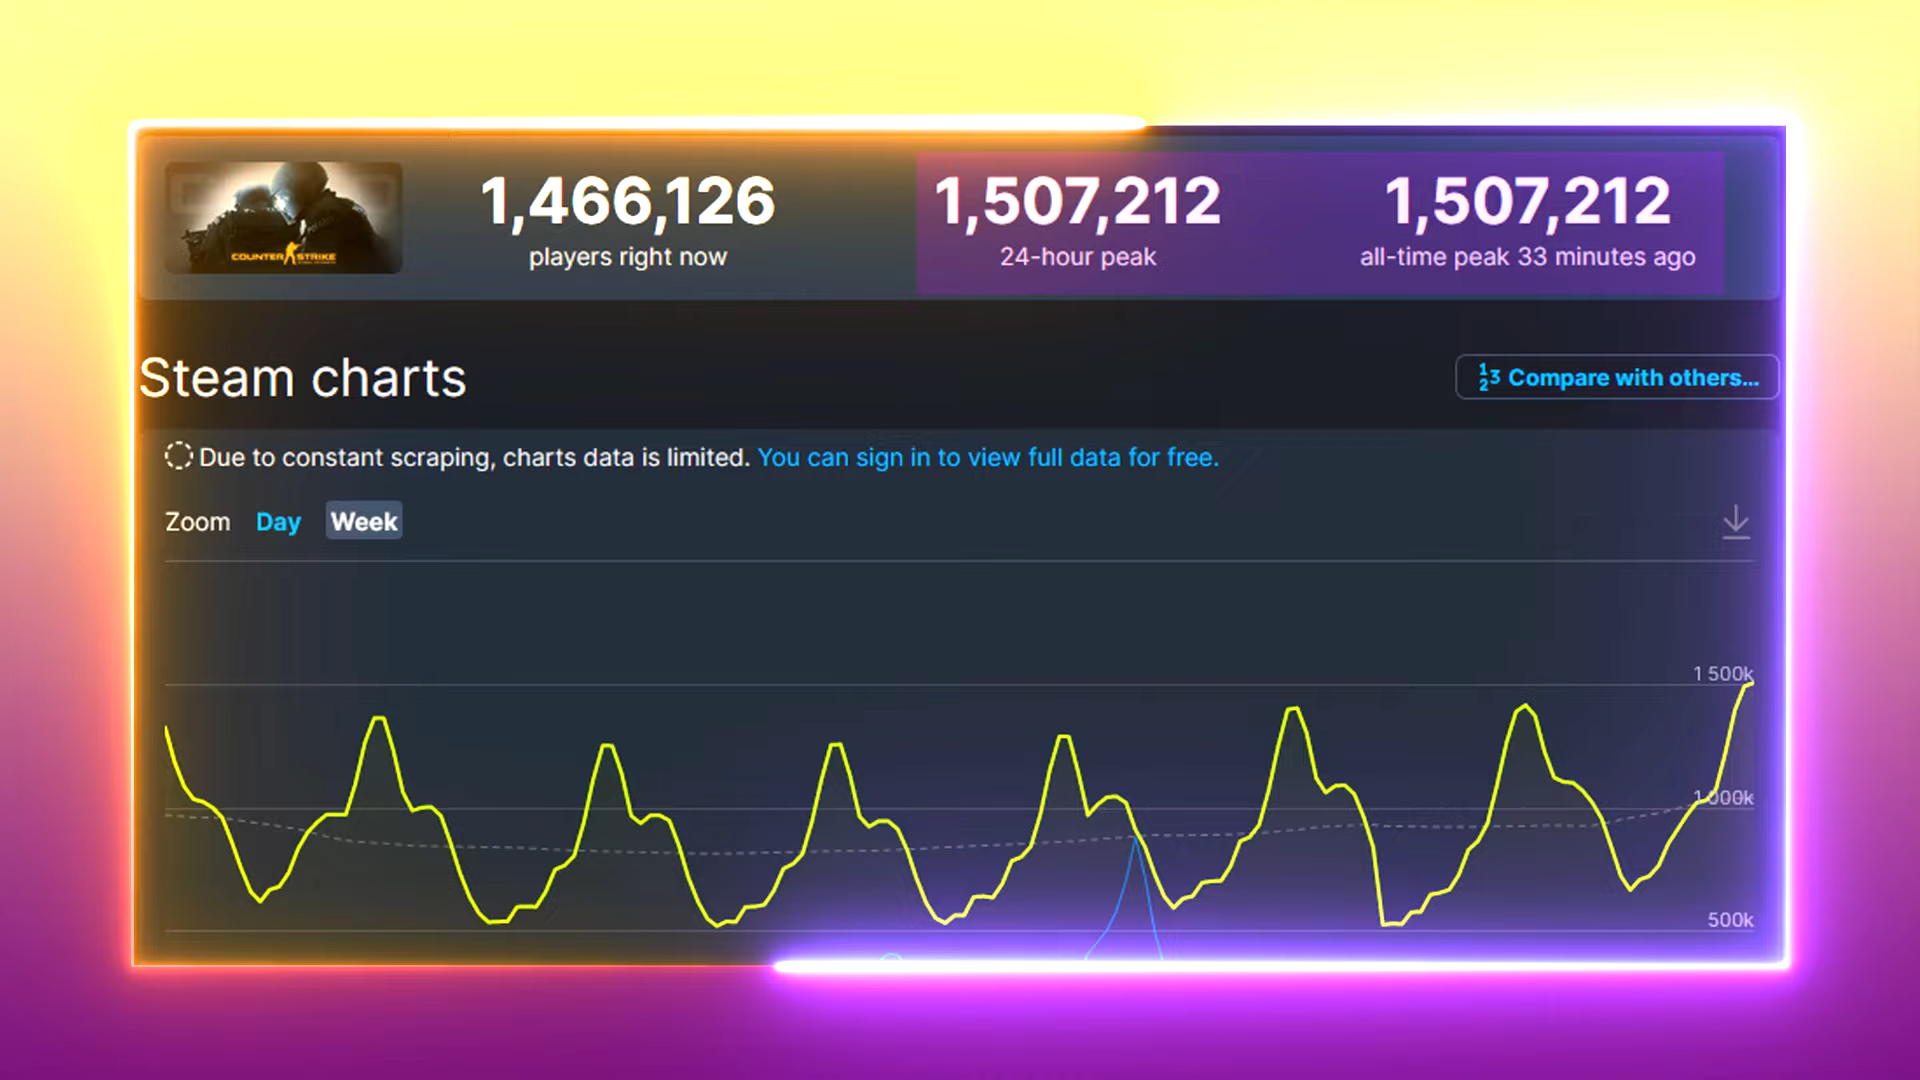 COUNTER STRIKE
1,466,126
players right now
1,507,212
24-hour peak
1,507,212
all-time peak 33 minutes ago
Steam charts
Compare with others...
Due to constant scraping, charts data is limited. You can sign in to view full data for free.
Zoom Day Week
1 500k
1 000k
500k